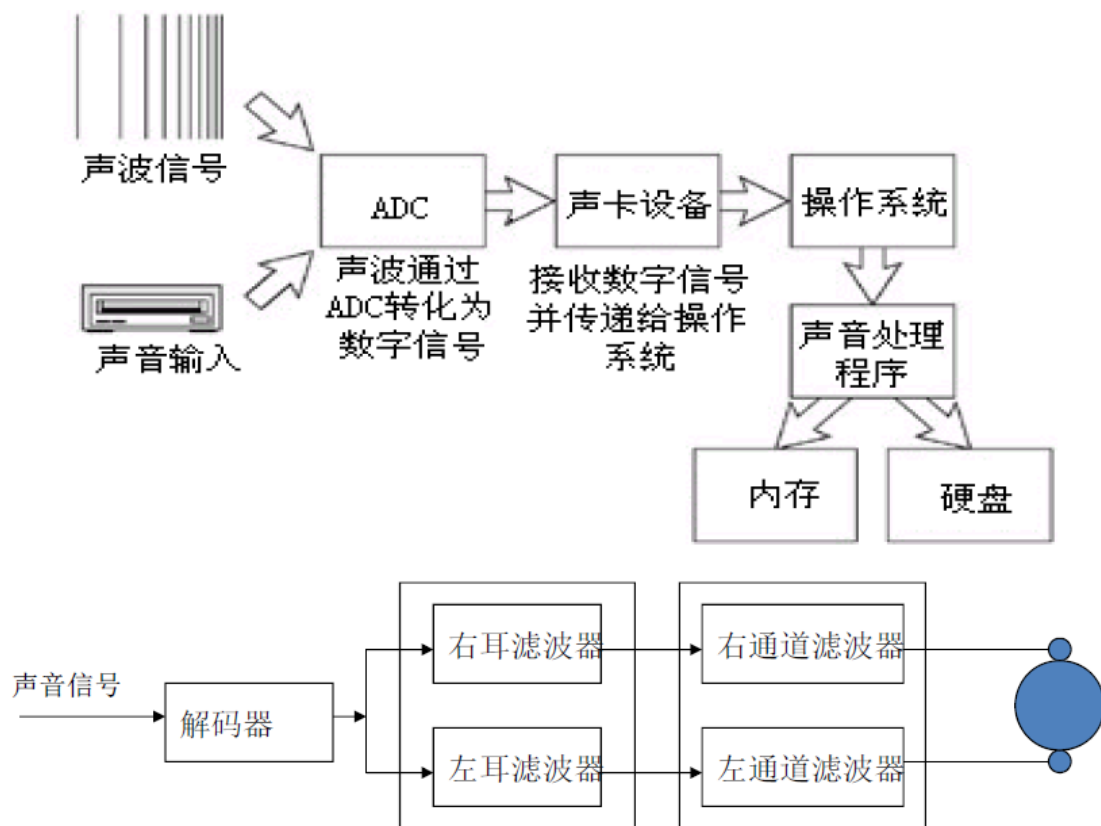 声波信号
声音输入
ADC
声波通过
ADC转化为
数字信号
声卡设备
接收数字信号
并传递给操作
系统
操作系统
声音处理
程序
内存
硬盘
声音信号
解码器
右耳滤波器
右通道滤波器
左耳滤波器
左通道滤波器